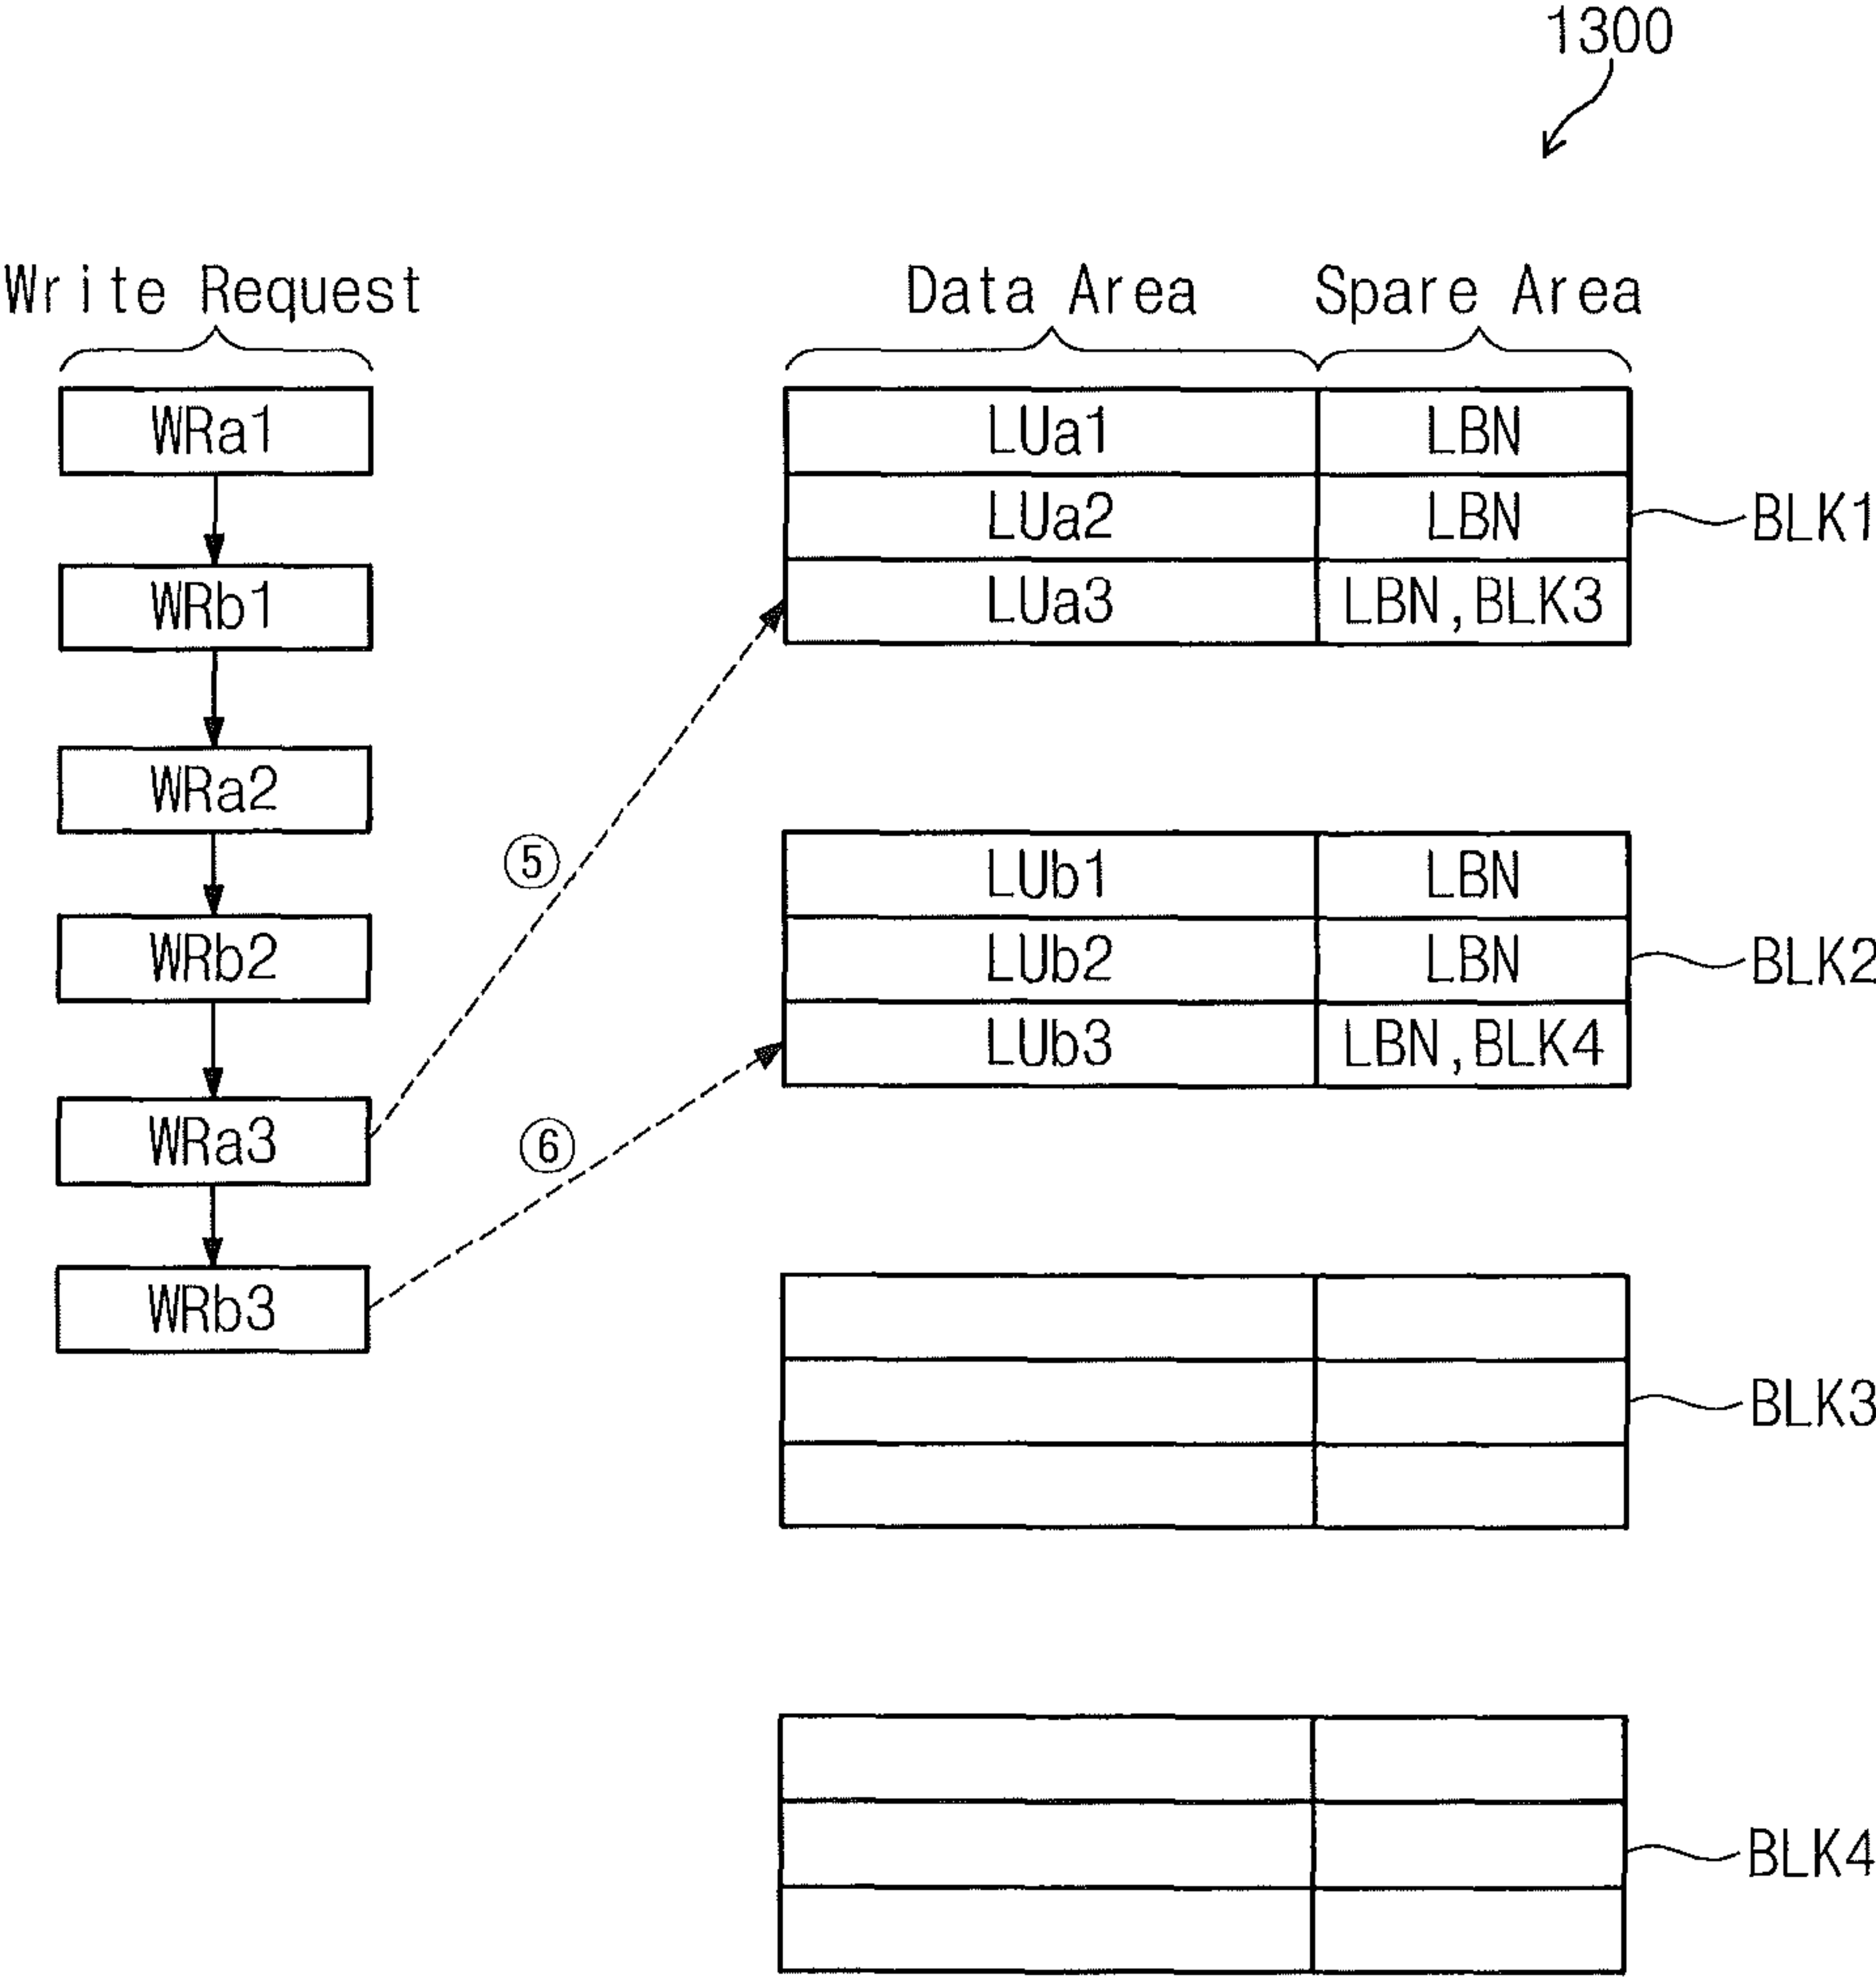 1300
Write Request
Data Area
Spare Area
WRa1
WRb1
WRa2
WRb2
WRa3
WRb3
⑤
⑥
LUa1 LBN
LUa2 LBN
LUa3 LBN,BLK3
BLK1
LUb1 LBN
LUb2 LBN
LUb3 LBN,BLK4
BLK2
BLK3
BLK4